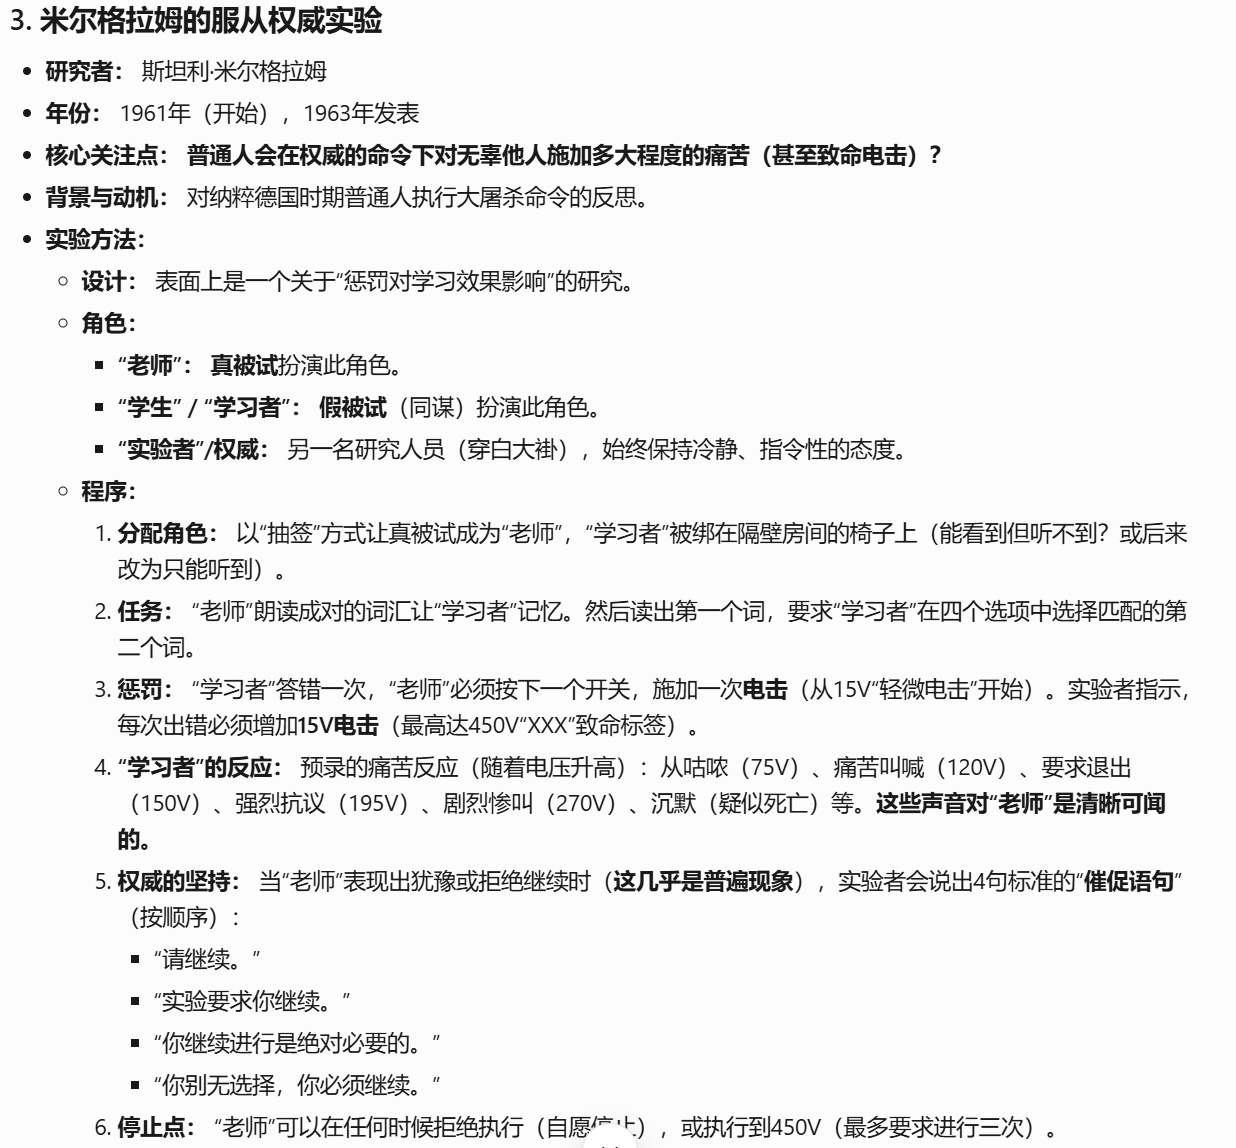 3. 米尔格拉姆的服从权威实验
• 研究者： 斯坦利·米尔格拉姆
• 年份： 1961年（开始），1963年发表
• 核心关注点： 普通人会在权威的命令下对无辜他人施加多大程度的痛苦（甚至致命电击）？
• 背景与动机： 对纳粹德国时期普通人执行大屠杀命令的反思。
• 实验方法：
○ 设计： 表面上是一个关于“惩罚对学习效果影响”的研究。
○ 角色：
▪ “老师”： 真被试扮演此角色。
▪ “学生” / “学习者”： 假被试（同谋）扮演此角色。
▪ “实验者”/权威： 另一名研究人员（穿白大褂），始终保持冷静、指令性的态度。
○ 程序：
1. 分配角色： 以“抽签”方式让真被试成为“老师”，“学习者”被绑在隔壁房间的椅子上（能看到但听不到？或后来
改为只能听到）。
2. 任务： “老师”朗读成对的词汇让“学习者”记忆。然后读出第一个词，要求“学习者”在四个选项中选择匹配的第
二个词。
3. 惩罚： “学习者”答错一次，“老师”必须按下一个开关，施加一次电击（从15V“轻微电击”开始）。实验者指示，
每次出错必须增加15V电击（最高达450V“XXX”致命标签）。
4. “学习者”的反应： 预录的痛苦反应（随着电压升高）：从咕哝（75V）、痛苦叫喊（120V）、要求退出
（150V）、强烈抗议（195V）、剧烈惨叫（270V）、沉默（疑似死亡）等。这些声音对“老师”是清晰可闻
的。
5. 权威的坚持： 当“老师”表现出犹豫或拒绝继续时（这几乎是普遍现象），实验者会说出4句标准的“催促语句”
（按顺序）：
▪ “请继续。”
▪ “实验要求你继续。”
▪ “你继续进行是绝对必要的。”
▪ “你别无选择，你必须继续。”
6. 停止点： “老师”可以在任何时候拒绝执行（自愿停止），或执行到450V（最多要求进行三次）。